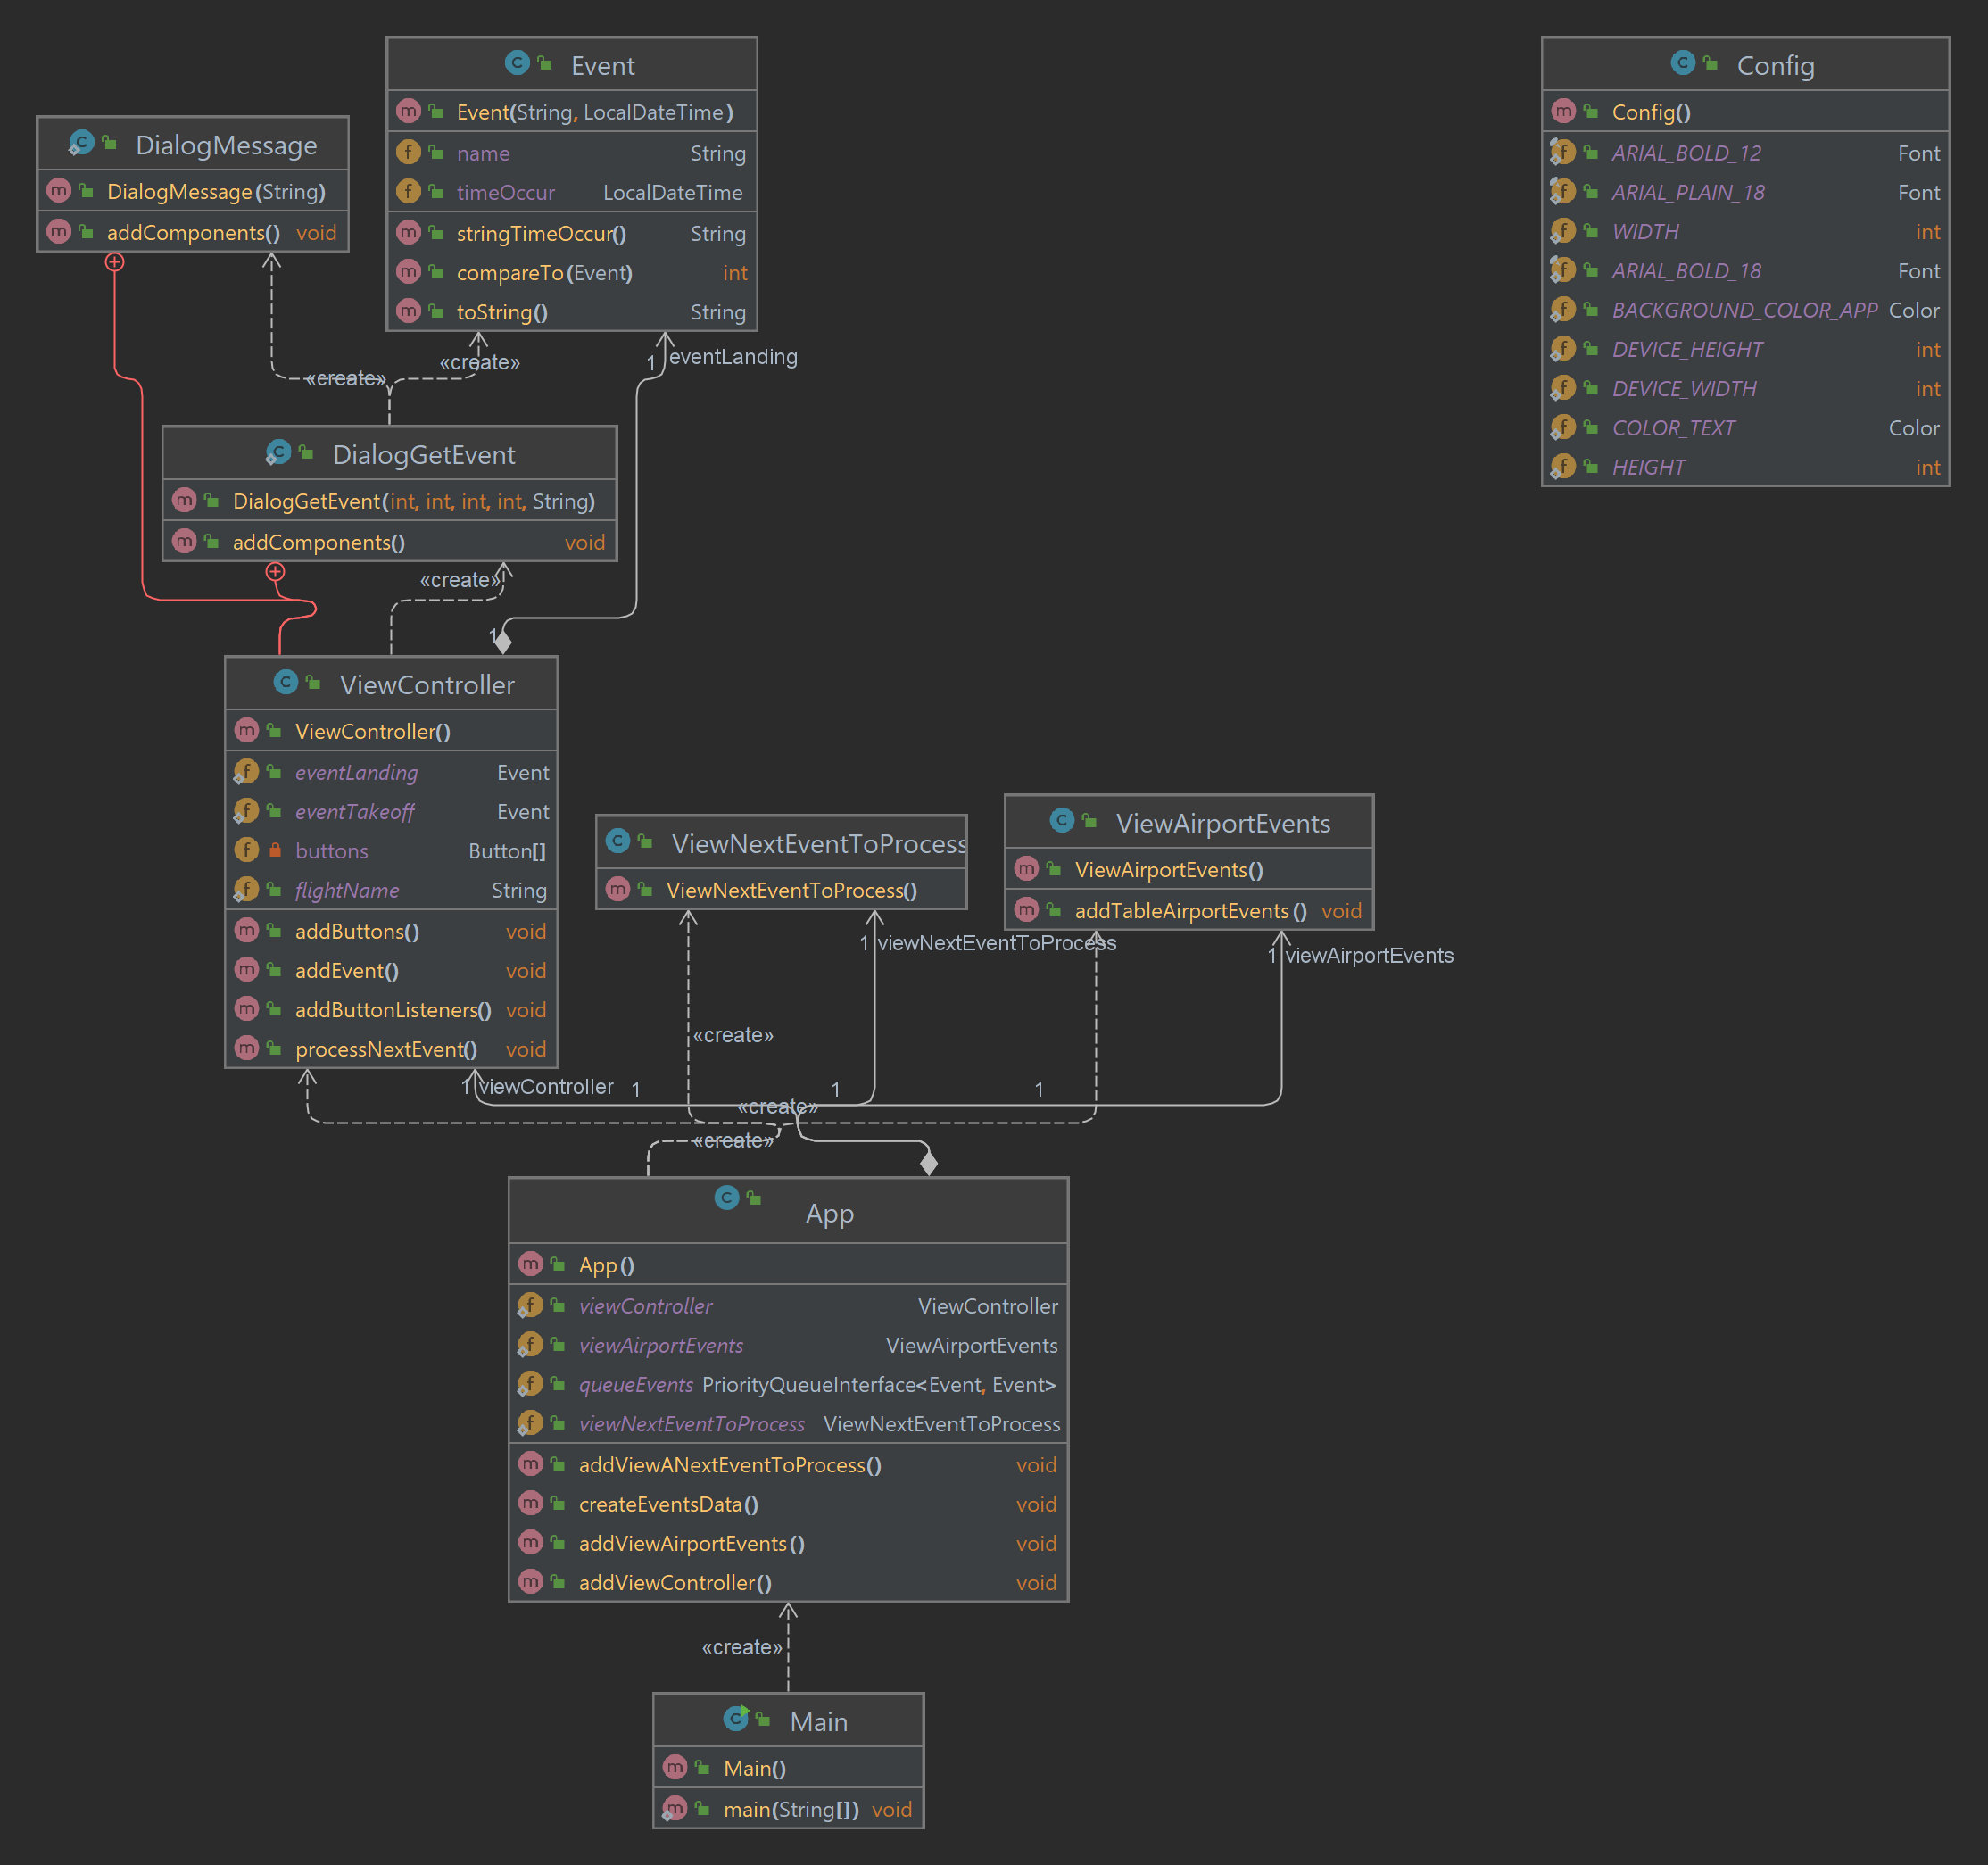 Event
Event(String, LocalDateTime)
name String
timeOccur LocalDateTime
stringTimeOccur() String
compareTo(Event) int
toString() String
Config
Config()
ARIAL_BOLD_12 Font
ARIAL_PLAIN_18 Font
WIDTH int
ARIAL_BOLD_18 Font
BACKGROUND_COLOR_APP Color
DEVICE_HEIGHT int
DEVICE_WIDTH int
COLOR_TEXT Color
HEIGHT int
DialogMessage
DialogMessage(String)
addComponents() void
«create»
«create»
1 eventLanding
DialogGetEvent
DialogGetEvent(int, int, int, int, String)
addComponents() void
«create»
1
ViewController
ViewController()
eventLanding Event
eventTakeoff Event
buttons Button[]
flightName String
addButtons() void
addEvent() void
addButtonListeners() void
processNextEvent() void
ViewNextEventToProcess
ViewNextEventToProcess()
ViewAirportEvents
ViewAirportEvents()
addTableAirportEvents() void
1 viewNextEventToProcess
1 viewAirportEvents
«create»
1 viewController 1
1
1
«create»
«create»
App
App()
viewController ViewController
viewAirportEvents ViewAirportEvents
queueEvents PriorityQueueInterface<Event, Event>
viewNextEventToProcess ViewNextEventToProcess
addViewANextEventToProcess() void
createEventsData() void
addViewAirportEvents() void
addViewController() void
«create»
Main
Main()
main(String[]) void